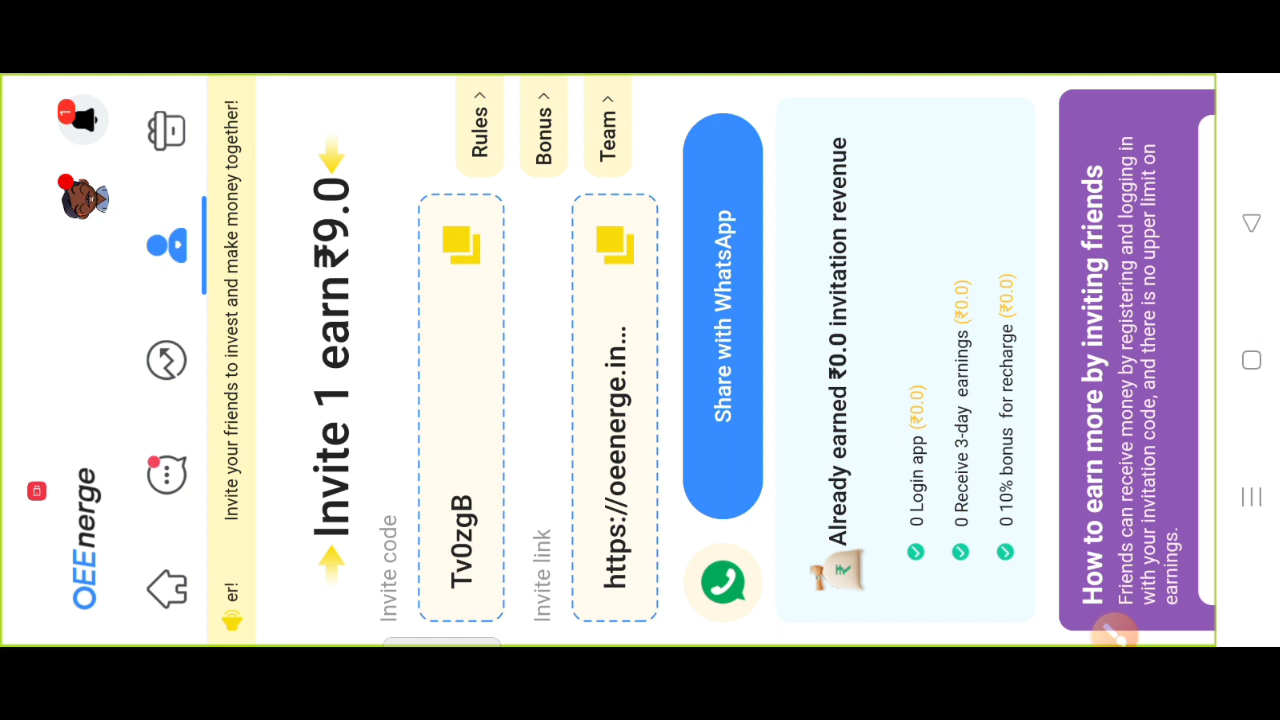 OEEnerge
1
er! Invite your friends to invest and make money together!
Invite 1 earn ₹9.0
Rules >
Bonus >
Team >
Invite code
Tv0zgB
Invite link
https://oeenerge.in...
Share with WhatsApp
Already earned ₹0.0 invitation revenue
0 Login app (₹0.0)
0 Receive 3-day earnings (₹0.0)
0 10% bonus for recharge (₹0.0)
How to earn more by inviting friends
Friends can receive money by registering and logging in
with your invitation code, and there is no upper limit on
earnings.